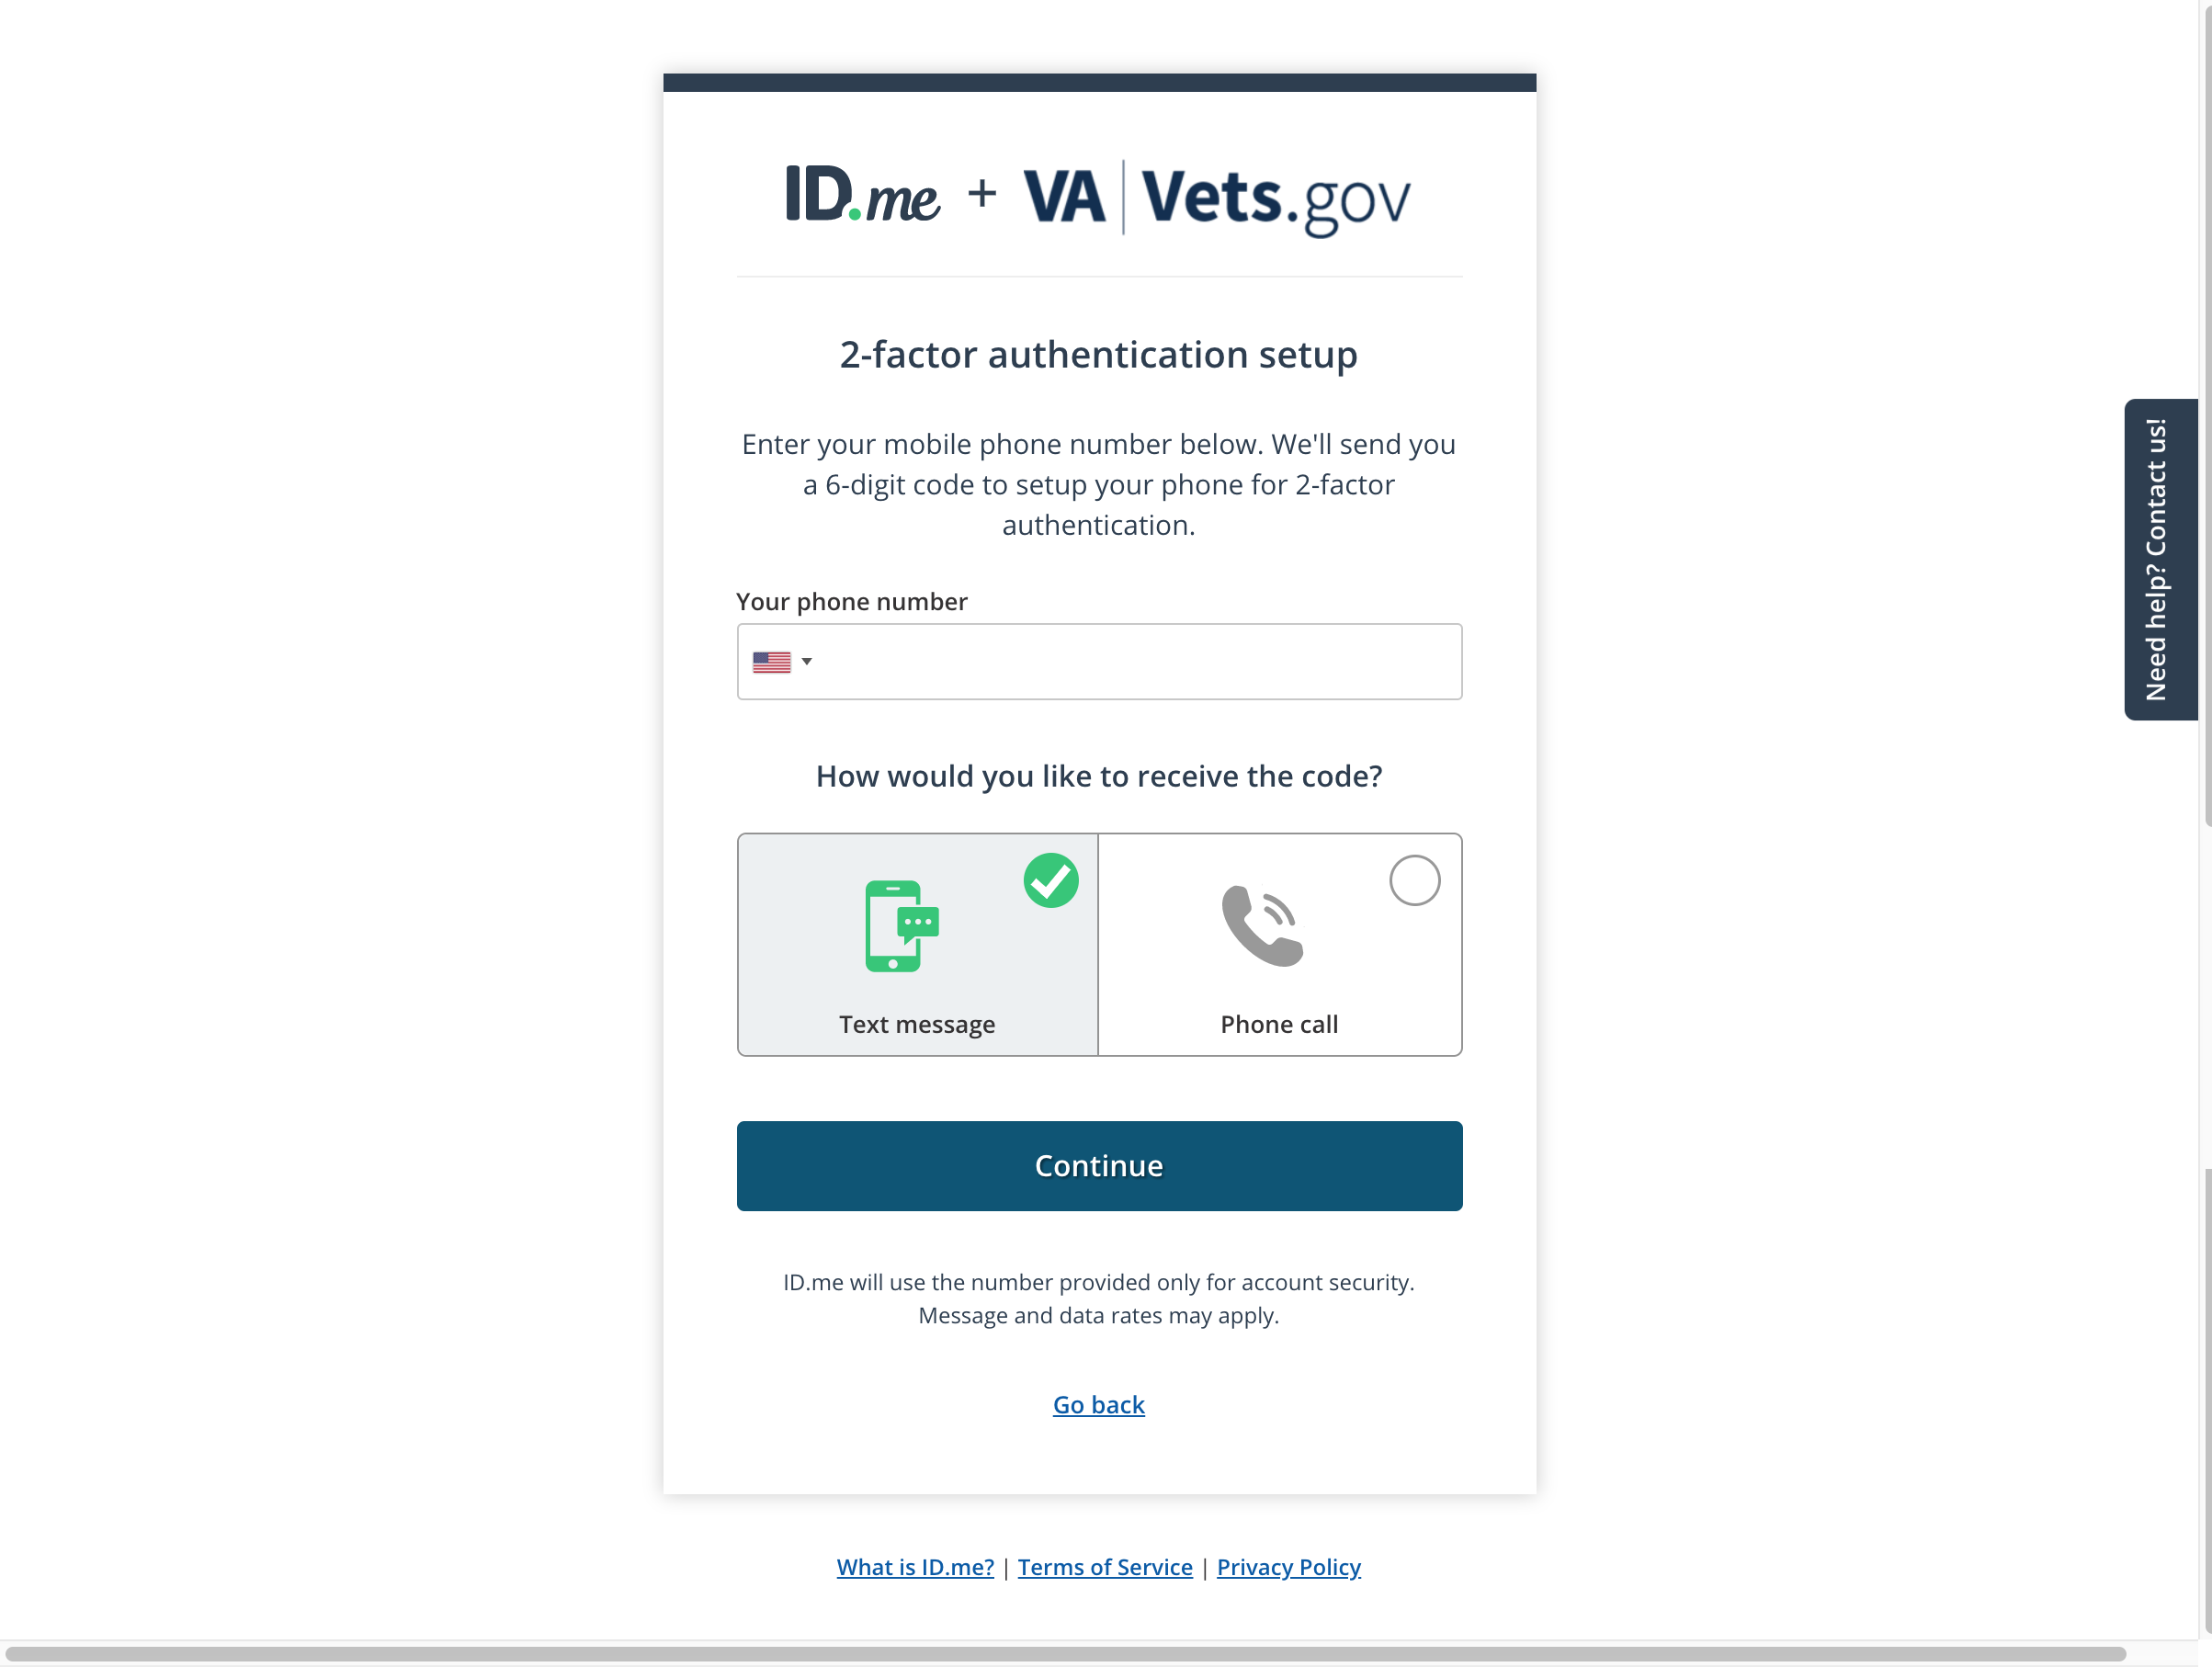 ID.me + VA | Vets.gov
2-factor authentication setup
Enter your mobile phone number below. We'll send you
a 6-digit code to setup your phone for 2-factor
authentication.
Your phone number
How would you like to receive the code?
Text message
Phone call
Continue
ID.me will use the number provided only for account security.
Message and data rates may apply.
Go back
What is ID.me? | Terms of Service | Privacy Policy
Need help? Contact us!